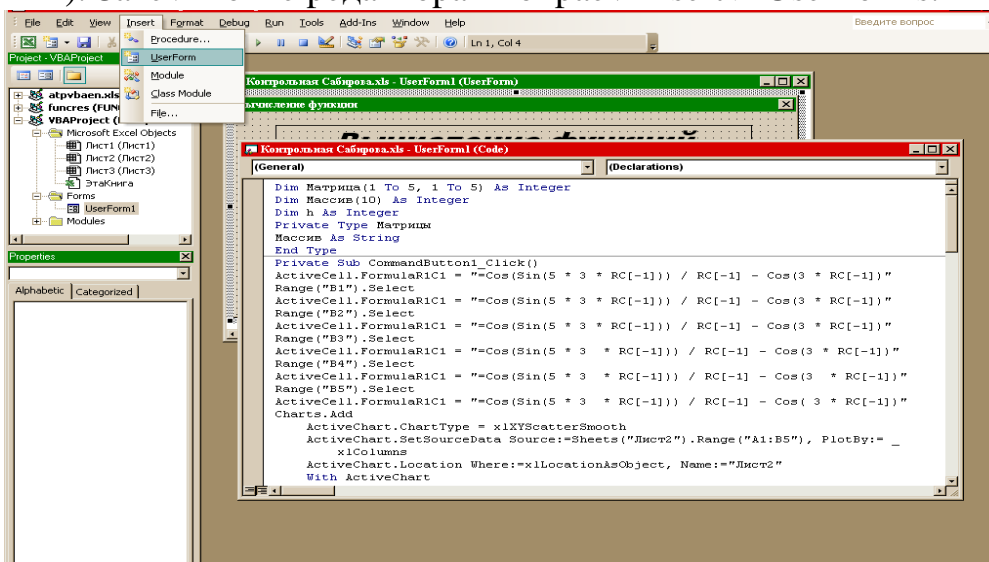 File Edit View Insert Format Debug Run Tools Add-Ins Window Help Введите вопрос
Procedure...
UserForm
Module
Class Module
File...
Ln 1, Col 4
Project - VBAProject
atpvbaen.xls
funcres (FUN
VBAProject (
Microsoft Excel Objects
Лист1 (Лист1)
Лист2 (Лист2)
Лист3 (Лист3)
ЭтаКнига
Forms
UserForm1
Modules
Properties
Alphabetic Categorized
Контрольная Сабирова.xls - UserForm1 (UserForm)
ычисление функции
Контрольная Сабирова.xls - UserForm1 (Code)
(General) (Declarations)
Dim Матрица(1 To 5, 1 To 5) As Integer
Dim Массив(10) As Integer
Dim h As Integer
Private Type Матрицы
Массив As String
End Type
Private Sub CommandButton1_Click()
ActiveCell.FormulaR1C1 = "=Cos(Sin(5 * 3 * RC[-1])) / RC[-1] - Cos(3 * RC[-1])"
Range("B1").Select
ActiveCell.FormulaR1C1 = "=Cos(Sin(5 * 3 * RC[-1])) / RC[-1] - Cos(3 * RC[-1])"
Range("B2").Select
ActiveCell.FormulaR1C1 = "=Cos(Sin(5 * 3 * RC[-1])) / RC[-1] - Cos(3 * RC[-1])"
Range("B3").Select
ActiveCell.FormulaR1C1 = "=Cos(Sin(5 * 3  * RC[-1])) / RC[-1] - Cos(3 * RC[-1])"
Range("B4").Select
ActiveCell.FormulaR1C1 = "=Cos(Sin(5 * 3  * RC[-1])) / RC[-1] - Cos(3  * RC[-1])"
Range("B5").Select
ActiveCell.FormulaR1C1 = "=Cos(Sin(5 * 3  * RC[-1])) / RC[-1] - Cos( 3 * RC[-1])"
Charts.Add
ActiveChart.ChartType = xlXYScatterSmooth
ActiveChart.SetSourceData Source:=Sheets("Лист2").Range("A1:B5"), PlotBy:= _
xlColumns
ActiveChart.Location Where:=xlLocationAsObject, Name:="Лист2"
With ActiveChart